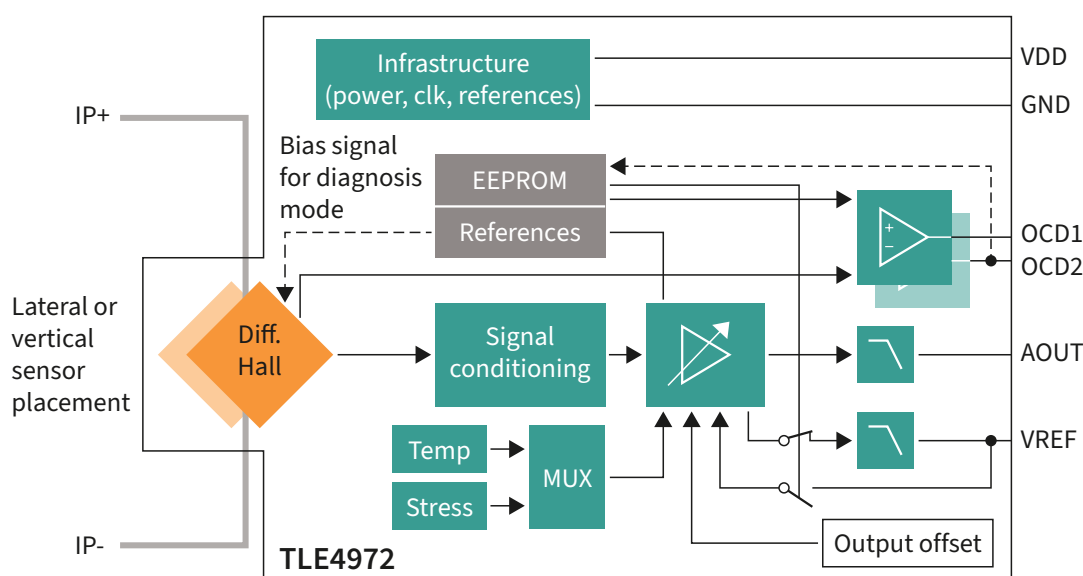 Infrastructure
(power, clk, references)
VDD
GND
IP+
Bias signal
for diagnosis
mode
EEPROM
References
+
−
OCD1
OCD2
Lateral or
vertical
sensor
placement
Diff.
Hall
Signal
conditioning
AOUT
Temp
Stress
MUX
VREF
Output offset
IP-
TLE4972